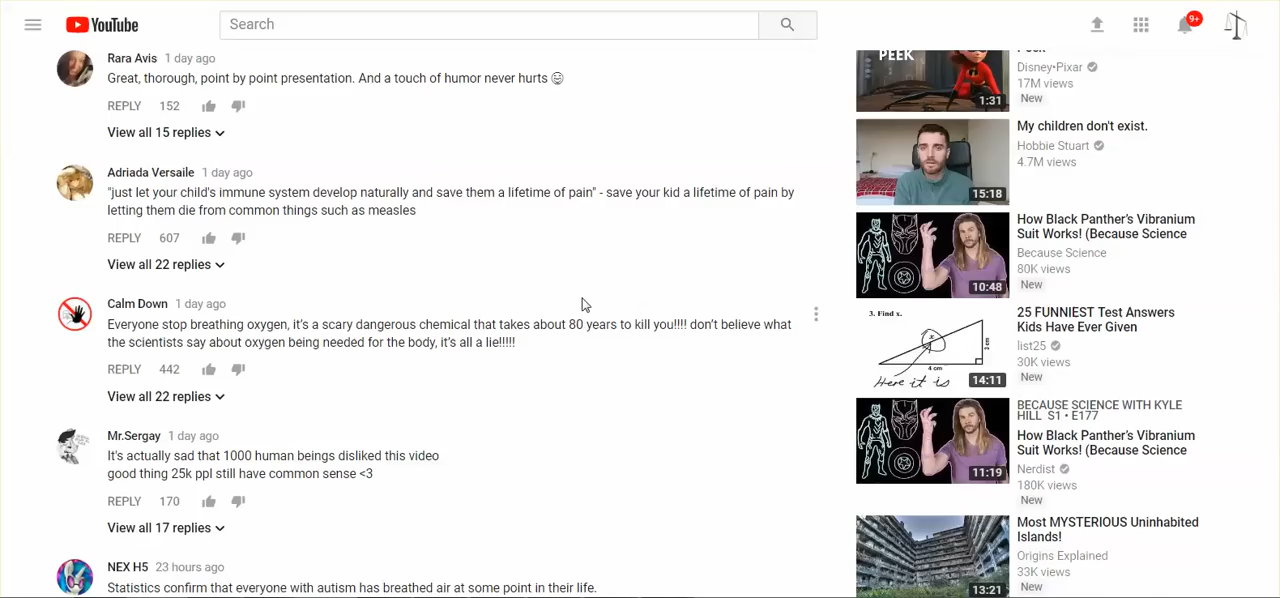 YouTube
Search
9+
Rara Avis 1 day ago
Great, thorough, point by point presentation. And a touch of humor never hurts
REPLY 152
View all 15 replies
Adriada Versaile 1 day ago
"just let your child's immune system develop naturally and save them a lifetime of pain" - save your kid a lifetime of pain by
letting them die from common things such as measles
REPLY 607
View all 22 replies
Calm Down 1 day ago
Everyone stop breathing oxygen, it's a scary dangerous chemical that takes about 80 years to kill you!!!! don't believe what
the scientists say about oxygen being needed for the body, it's all a lie!!!!!
REPLY 442
View all 22 replies
Mr.Sergay 1 day ago
It's actually sad that 1000 human beings disliked this video
good thing 25k ppl still have common sense <3
REPLY 170
View all 17 replies
NEX H5 23 hours ago
Statistics confirm that everyone with autism has breathed air at some point in their life.
PEEK
1:31
Disney•Pixar
17M views
New
15:18
My children don't exist.
Hobbie Stuart
4.7M views
10:48
How Black Panther's Vibranium
Suit Works! (Because Science
Because Science
80K views
New
3. Find x.
x
3 cm
4 cm
Here it is
14:11
25 FUNNIEST Test Answers
Kids Have Ever Given
list25
30K views
New
11:19
BECAUSE SCIENCE WITH KYLE
HILL S1 • E177
How Black Panther's Vibranium
Suit Works! (Because Science
Nerdist
180K views
New
13:21
Most MYSTERIOUS Uninhabited
Islands!
Origins Explained
33K views
New